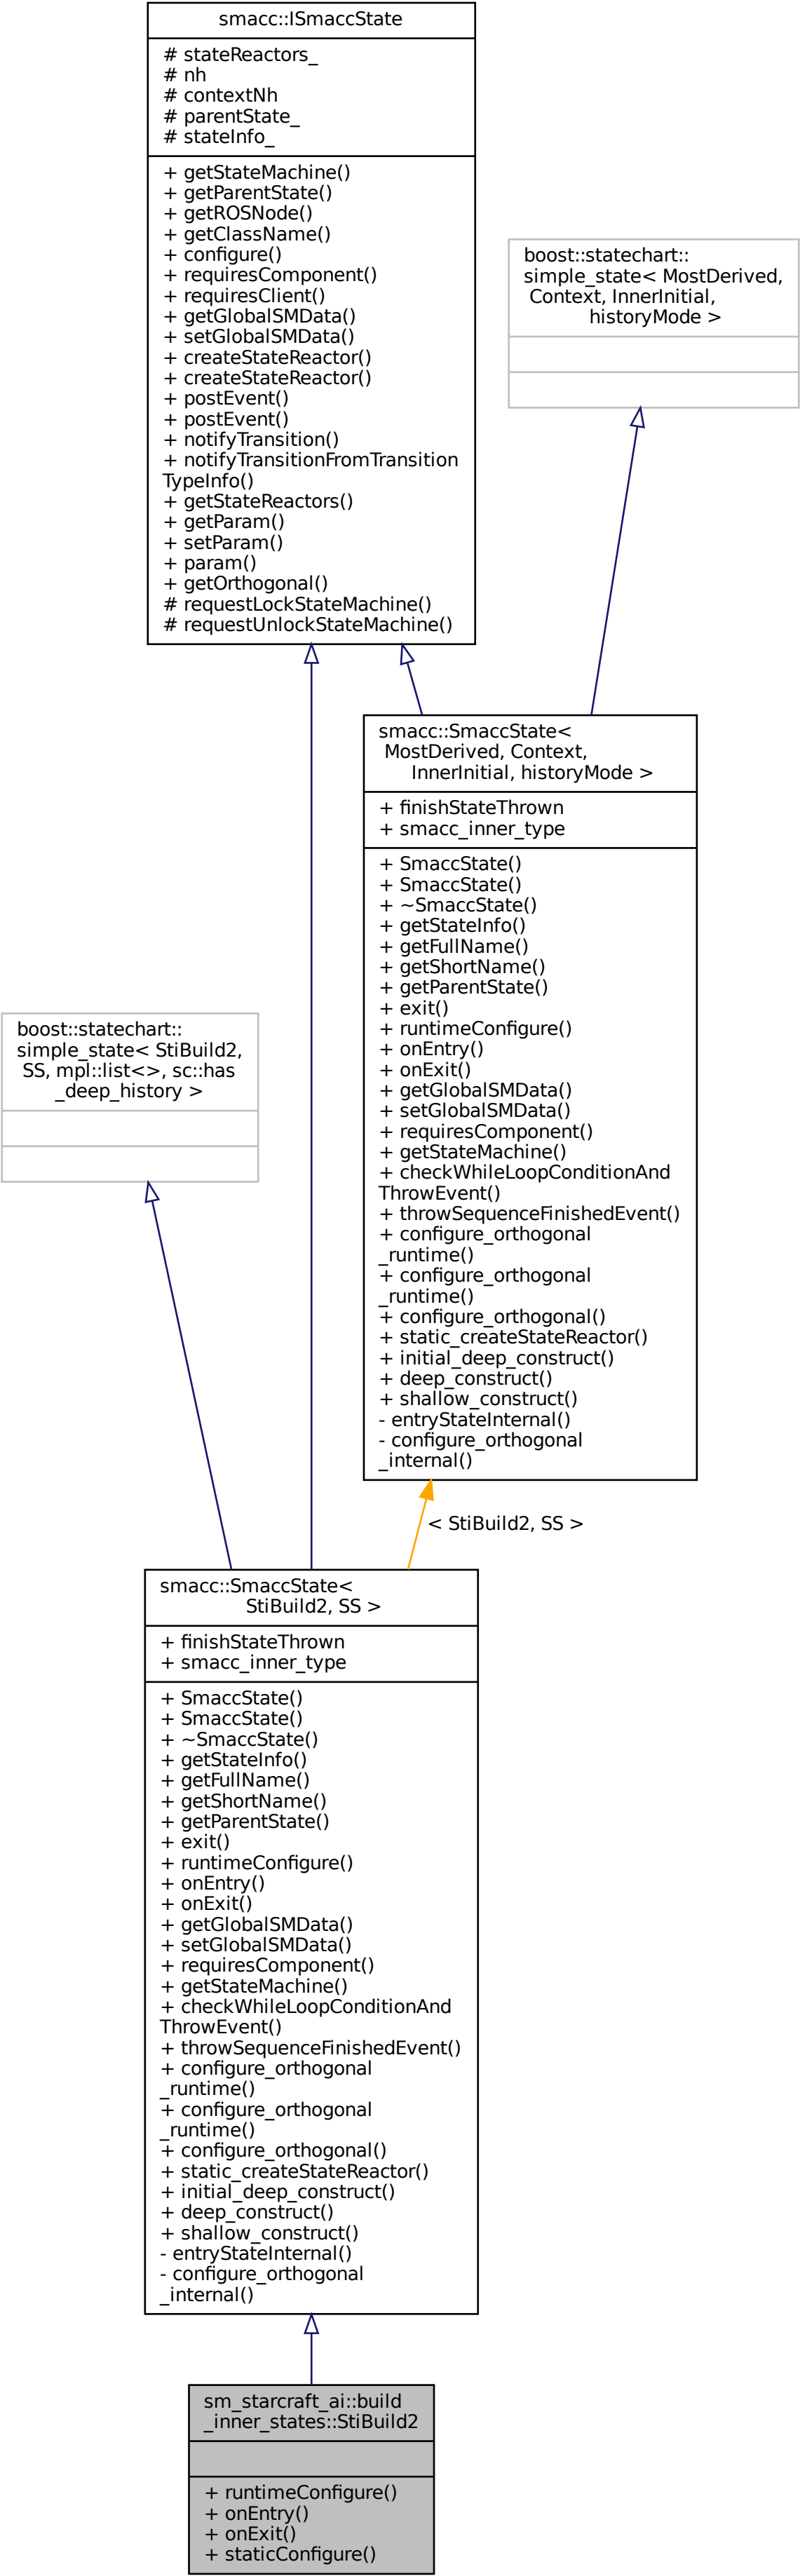 smacc::ISmaccState
# stateReactors_
# nh
# contextNh
# parentState_
# stateInfo_
+ getStateMachine()
+ getParentState()
+ getROSNode()
+ getClassName()
+ configure()
+ requiresComponent()
+ requiresClient()
+ getGlobalSMData()
+ setGlobalSMData()
+ createStateReactor()
+ createStateReactor()
+ postEvent()
+ postEvent()
+ notifyTransition()
+ notifyTransitionFromTransition
TypeInfo()
+ getStateReactors()
+ getParam()
+ setParam()
+ param()
+ getOrthogonal()
# requestLockStateMachine()
# requestUnlockStateMachine()
boost::statechart::
simple_state< MostDerived,
Context, InnerInitial,
historyMode >
smacc::SmaccState<
MostDerived, Context,
InnerInitial, historyMode >
+ finishStateThrown
+ smacc_inner_type
+ SmaccState()
+ SmaccState()
+ ~SmaccState()
+ getStateInfo()
+ getFullName()
+ getShortName()
+ getParentState()
+ exit()
+ runtimeConfigure()
+ onEntry()
+ onExit()
+ getGlobalSMData()
+ setGlobalSMData()
+ requiresComponent()
+ getStateMachine()
+ checkWhileLoopConditionAnd
ThrowEvent()
+ throwSequenceFinishedEvent()
+ configure_orthogonal
_runtime()
+ configure_orthogonal
_runtime()
+ configure_orthogonal()
+ static_createStateReactor()
+ initial_deep_construct()
+ deep_construct()
+ shallow_construct()
- entryStateInternal()
- configure_orthogonal
_internal()
boost::statechart::
simple_state< StiBuild2,
SS, mpl::list<>, sc::has
_deep_history >
< StiBuild2, SS >
smacc::SmaccState<
StiBuild2, SS >
+ finishStateThrown
+ smacc_inner_type
+ SmaccState()
+ SmaccState()
+ ~SmaccState()
+ getStateInfo()
+ getFullName()
+ getShortName()
+ getParentState()
+ exit()
+ runtimeConfigure()
+ onEntry()
+ onExit()
+ getGlobalSMData()
+ setGlobalSMData()
+ requiresComponent()
+ getStateMachine()
+ checkWhileLoopConditionAnd
ThrowEvent()
+ throwSequenceFinishedEvent()
+ configure_orthogonal
_runtime()
+ configure_orthogonal
_runtime()
+ configure_orthogonal()
+ static_createStateReactor()
+ initial_deep_construct()
+ deep_construct()
+ shallow_construct()
- entryStateInternal()
- configure_orthogonal
_internal()
sm_starcraft_ai::build
_inner_states::StiBuild2
+ runtimeConfigure()
+ onEntry()
+ onExit()
+ staticConfigure()